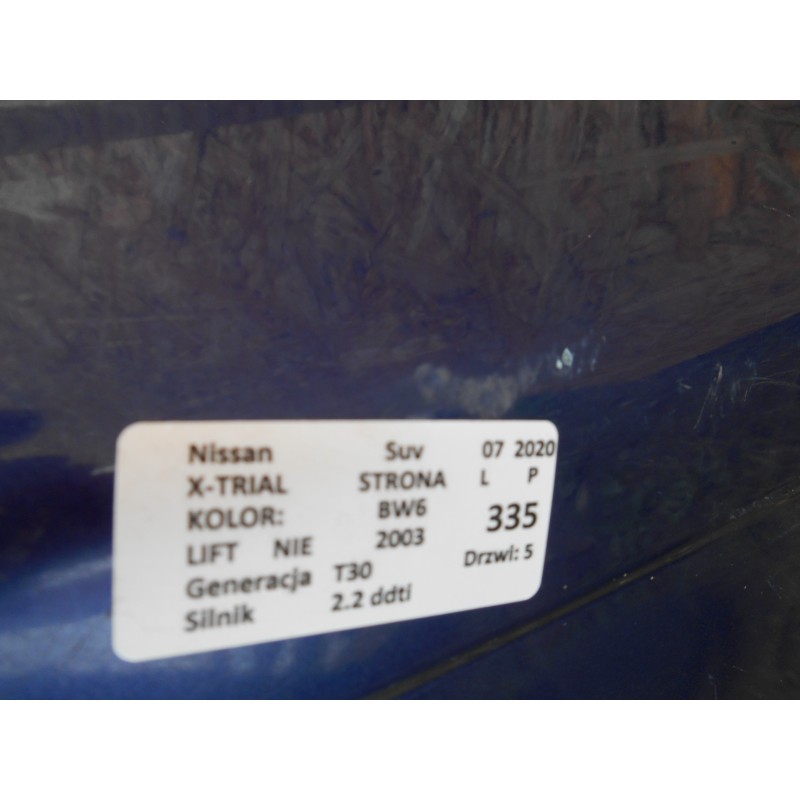 Nissan Suv 07 2020
X-TRIAL STRONA L P
KOLOR: BW6 335
LIFT NIE 2003
Generacja T30 Drzwi: 5
Silnik 2.2 ddti